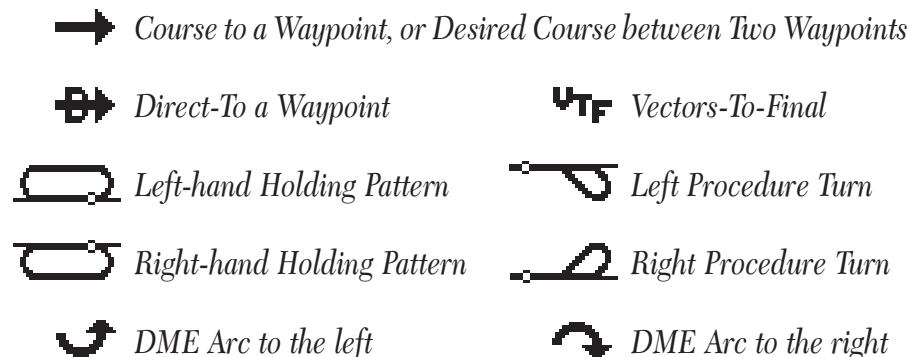 Course to a Waypoint, or Desired Course between Two Waypoints
Direct-To a Waypoint
VTF Vectors-To-Final
Left-hand Holding Pattern
Left Procedure Turn
Right-hand Holding Pattern
Right Procedure Turn
DME Arc to the left
DME Arc to the right